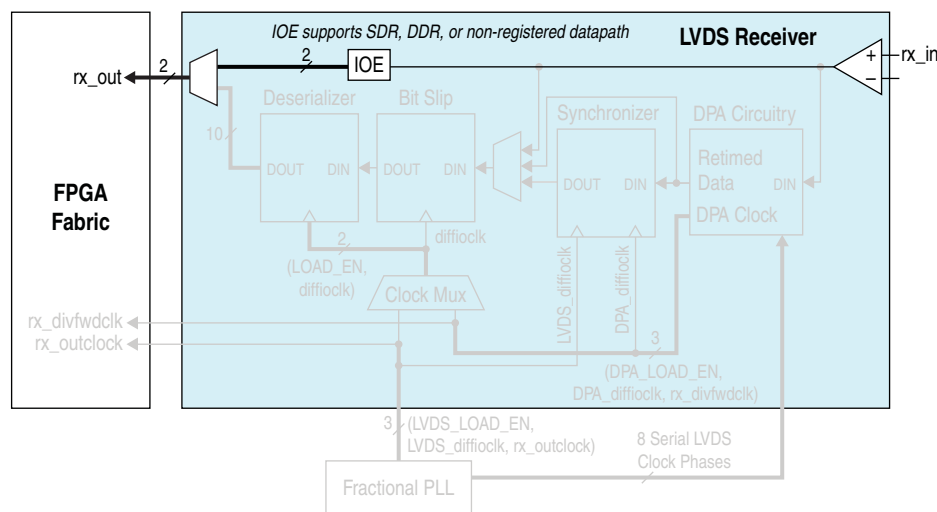 IOE supports SDR, DDR, or non-registered datapath
LVDS Receiver
rx_in
+
–
2
IOE
2
rx_out
Deserializer
Bit Slip
Synchronizer
DPA Circuitry
10
DOUT DIN
DOUT DIN
DOUT DIN
Retimed
Data
DIN
DPA Clock
FPGA
Fabric
2
(LOAD_EN,
diffioclk)
diffioclk
LVDS_diffioclk
DPA_diffioclk
Clock Mux
rx_divfwdclk
rx_outclock
3
(DPA_LOAD_EN,
DPA_diffioclk, rx_divfwdclk)
3
(LVDS_LOAD_EN,
LVDS_diffioclk, rx_outclock)
8 Serial LVDS
Clock Phases
Fractional PLL